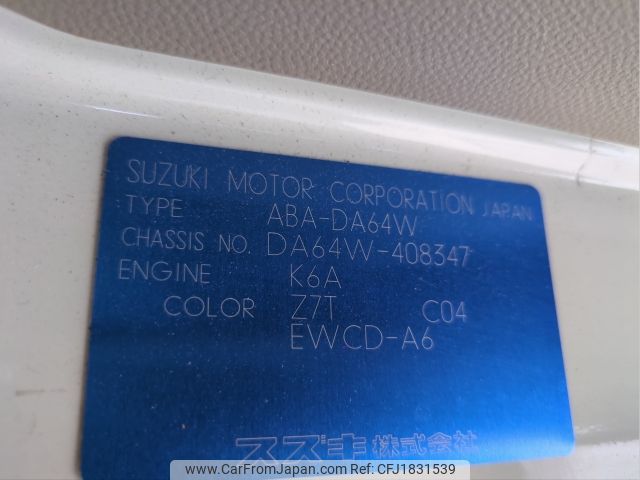 SUZUKI MOTOR CORPORATION JAPAN
TYPE ABA-DA64W
CHASSIS NO. DA64W-408347
ENGINE K6A
COLOR Z7T C04
EWCD-A6
スズキ株式会社
www.CarFromJapan.com | Ref:CFJ1831539